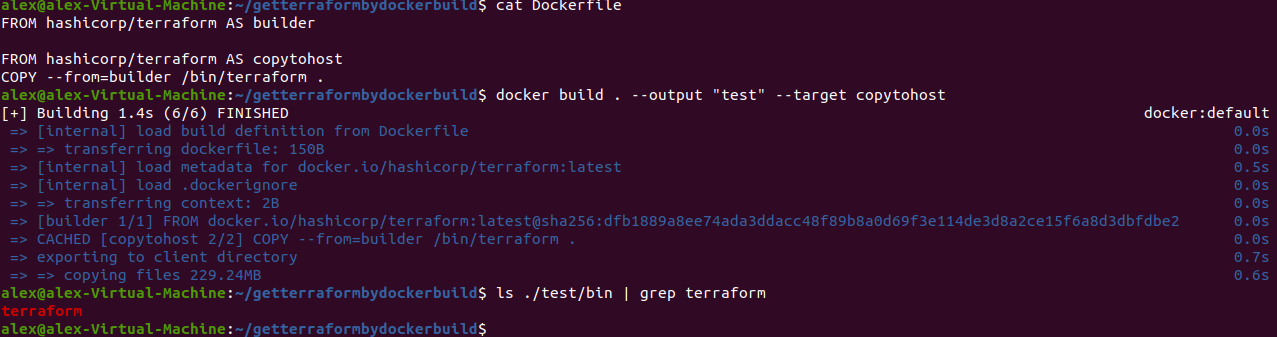 alex@alex-Virtual-Machine:~/getterraformbydockerbuild$ cat Dockerfile
FROM hashicorp/terraform AS builder

FROM hashicorp/terraform AS copytohost
COPY --from=builder /bin/terraform .
alex@alex-Virtual-Machine:~/getterraformbydockerbuild$ docker build . --output "test" --target copytohost
[+] Building 1.4s (6/6) FINISHED docker:default
=> [internal] load build definition from Dockerfile 0.0s
=> => transferring dockerfile: 150B 0.0s
=> [internal] load metadata for docker.io/hashicorp/terraform:latest 0.5s
=> [internal] load .dockerignore 0.0s
=> => transferring context: 2B 0.0s
=> [builder 1/1] FROM docker.io/hashicorp/terraform:latest@sha256:dfb1889a8ee74ada3ddacc48f89b8a0d69f3e114de3d8a2ce15f6a8d3dbfdbe2 0.0s
=> CACHED [copytohost 2/2] COPY --from=builder /bin/terraform . 0.0s
=> exporting to client directory 0.7s
=> => copying files 229.24MB 0.6s
alex@alex-Virtual-Machine:~/getterraformbydockerbuild$ ls ./test/bin | grep terraform
terraform
alex@alex-Virtual-Machine:~/getterraformbydockerbuild$